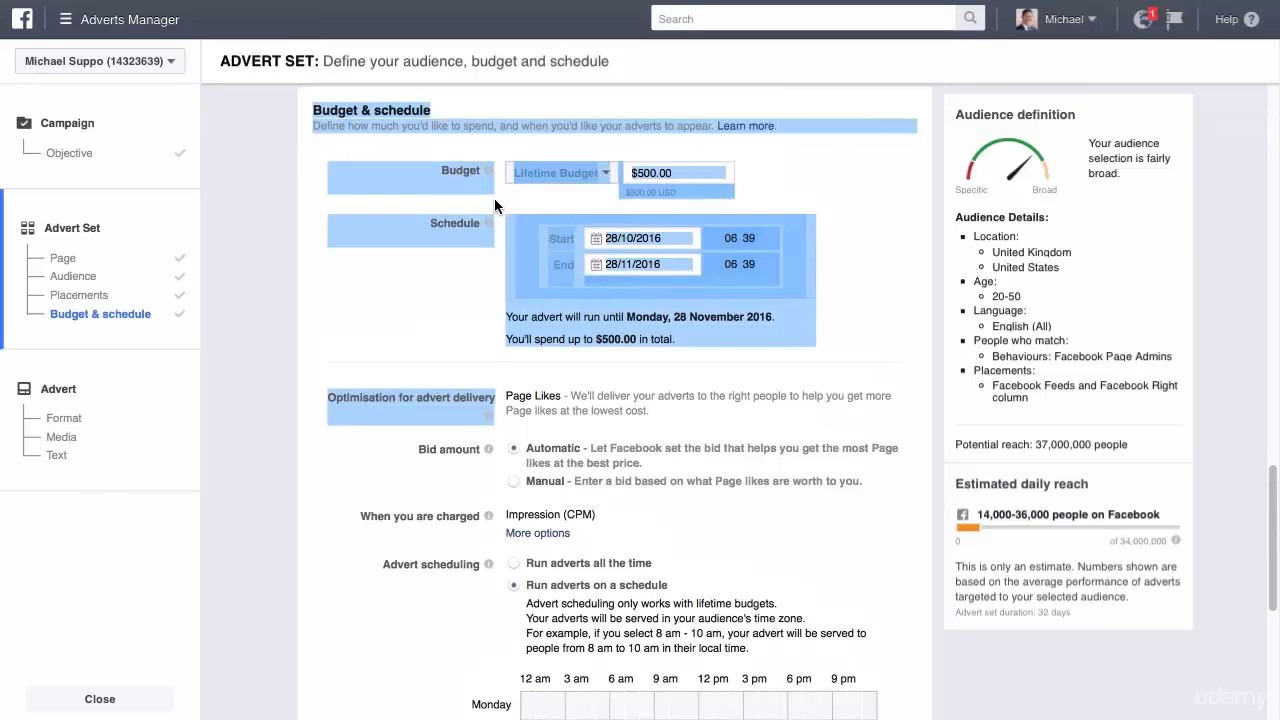 Adverts Manager
Search
Michael
1
Help
Michael Suppo (14323639)
ADVERT SET: Define your audience, budget and schedule
Campaign
Objective
Advert Set
Page
Audience
Placements
Budget & schedule
Advert
Format
Media
Text
Close
Budget & schedule
Define how much you'd like to spend, and when you'd like your adverts to appear. Learn more.
Budget
Lifetime Budget
$500.00
$500.00 USD
Schedule
Start 28/10/2016 06 39
End 28/11/2016 06 39
Your advert will run until Monday, 28 November 2016.
You'll spend up to $500.00 in total.
Optimisation for advert delivery
Page Likes - We'll deliver your adverts to the right people to help you get more
Page likes at the lowest cost.
Bid amount
Automatic - Let Facebook set the bid that helps you get the most Page
likes at the best price.
Manual - Enter a bid based on what Page likes are worth to you.
When you are charged
Impression (CPM)
More options
Advert scheduling
Run adverts all the time
Run adverts on a schedule
Advert scheduling only works with lifetime budgets.
Your adverts will be served in your audience's time zone.
For example, if you select 8 am - 10 am, your advert will be served to
people from 8 am to 10 am in their local time.
12 am 3 am 6 am 9 am 12 pm 3 pm 6 pm 9 pm
Monday
Audience definition
Specific
Broad
Your audience
selection is fairly
broad.
Audience Details:
Location:
United Kingdom
United States
Age:
20-50
Language:
English (All)
People who match:
Behaviours: Facebook Page Admins
Placements:
Facebook Feeds and Facebook Right
column
Potential reach: 37,000,000 people
Estimated daily reach
14,000-36,000 people on Facebook
0
of 34,000,000
This is only an estimate. Numbers shown are
based on the average performance of adverts
targeted to your selected audience.
Advert set duration: 32 days
udemy